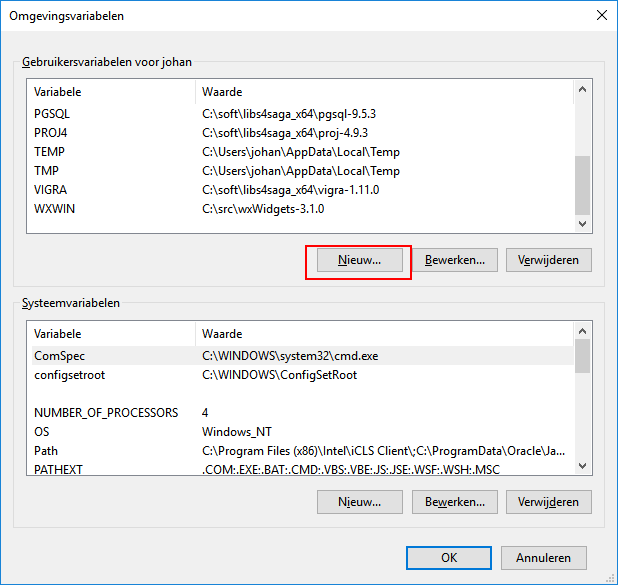 Omgevingsvariabelen
Gebruikersvariabelen voor johan
Variabele Waarde
PGSQL C:\soft\libs4saga_x64\pgsql-9.5.3
PROJ4 C:\soft\libs4saga_x64\proj-4.9.3
TEMP C:\Users\johan\AppData\Local\Temp
TMP C:\Users\johan\AppData\Local\Temp
VIGRA C:\soft\libs4saga_x64\vigra-1.11.0
WXWIN C:\src\wxWidgets-3.1.0
Nieuw... Bewerken... Verwijderen
Systeemvariabelen
Variabele Waarde
ComSpec C:\WINDOWS\system32\cmd.exe
configsetroot C:\WINDOWS\ConfigSetRoot
NUMBER_OF_PROCESSORS 4
OS Windows_NT
Path C:\Program Files (x86)\Intel\iCLS Client\;C:\ProgramData\Oracle\Ja...
PATHEXT .COM;.EXE;.BAT;.CMD;.VBS;.VBE;.JS;.JSE;.WSF;.WSH;.MSC
Nieuw... Bewerken... Verwijderen
OK Annuleren